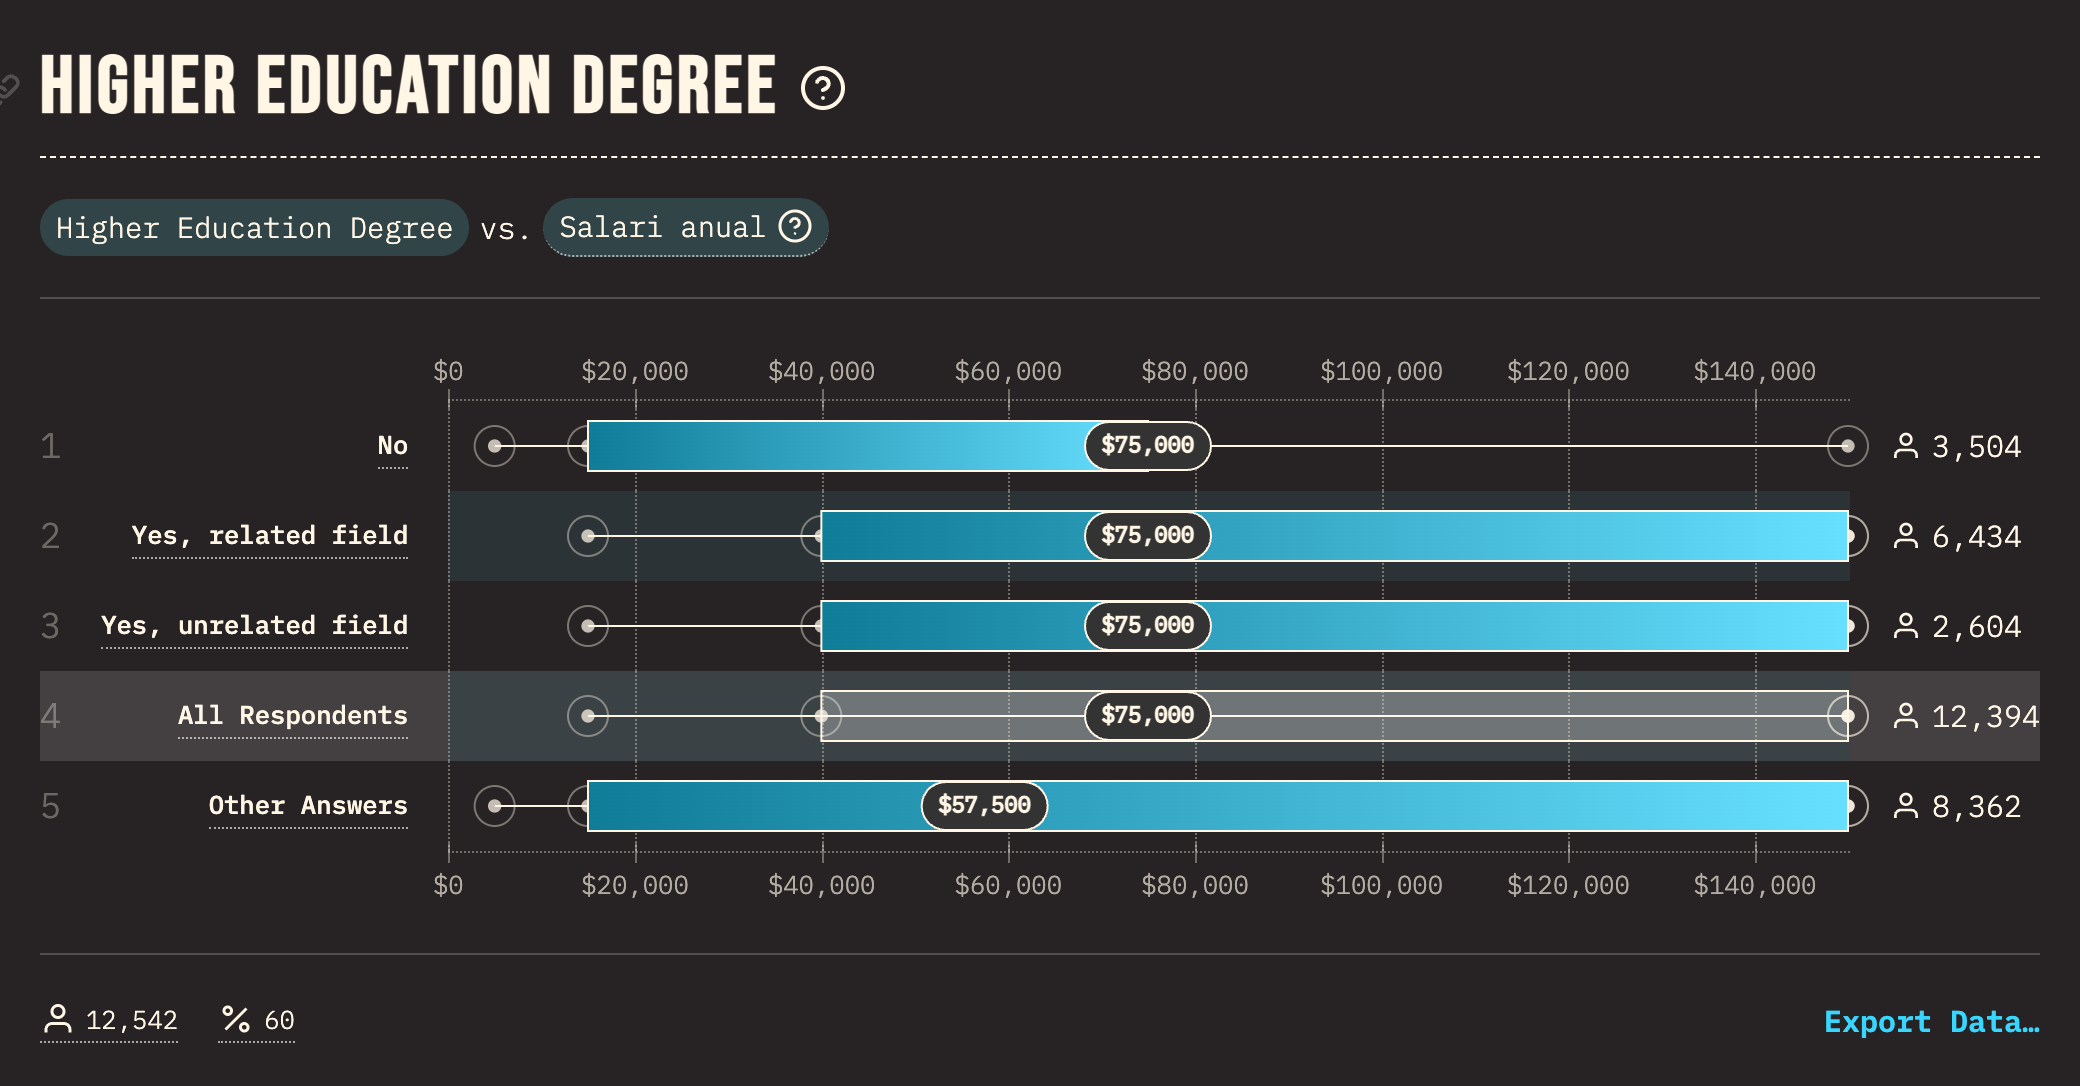 HIGHER EDUCATION DEGREE
Higher Education Degree vs. Salari anual
$0 $20,000 $40,000 $60,000 $80,000 $100,000 $120,000 $140,000
1 No $75,000 3,504
2 Yes, related field $75,000 6,434
3 Yes, unrelated field $75,000 2,604
4 All Respondents $75,000 12,394
5 Other Answers $57,500 8,362
$0 $20,000 $40,000 $60,000 $80,000 $100,000 $120,000 $140,000
12,542 % 60 Export Data…